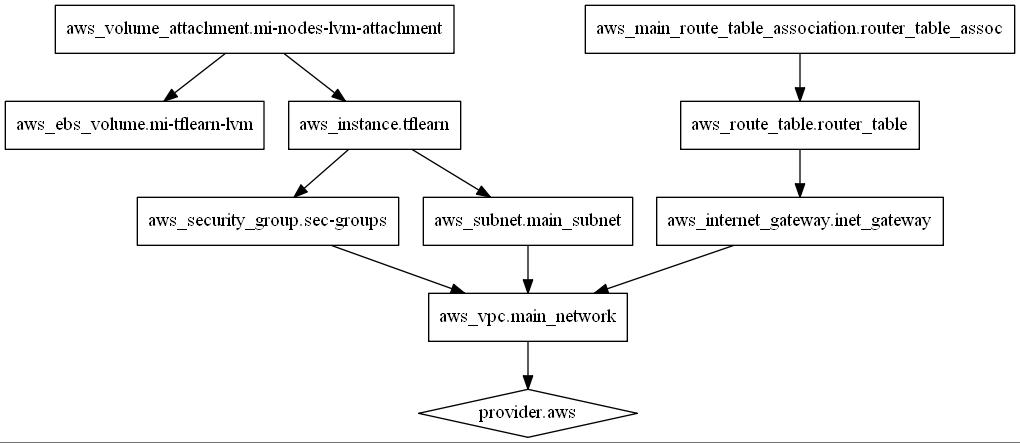 aws_volume_attachment.mi-nodes-lvm-attachment
aws_main_route_table_association.router_table_assoc
aws_ebs_volume.mi-tflearn-lvm
aws_instance.tflearn
aws_route_table.router_table
aws_security_group.sec-groups
aws_subnet.main_subnet
aws_internet_gateway.inet_gateway
aws_vpc.main_network
provider.aws